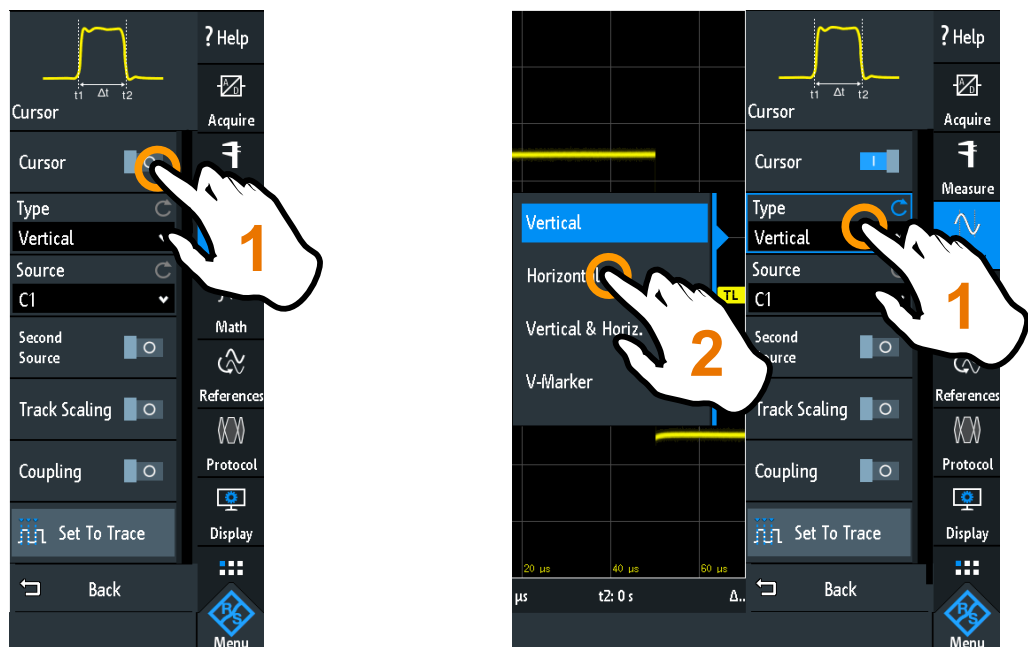 t1 Δt t2
Cursor
Cursor
Type
Vertical
Source
C1
Second
Source
Track Scaling
Coupling
Set To Trace
Back
? Help
Acquire
Math
References
Protocol
Display
R/S
Menu
1
Vertical
Horizontal
Vertical & Horiz.
V-Marker
2
TL
20 µs
40 µs
60 µs
µs
t2: 0 s
Δ..
t1 Δt t2
Cursor
Cursor
Type
Vertical
Source
C1
Second
Source
Track Scaling
Coupling
Set To Trace
Back
1
? Help
Acquire
Measure
References
Protocol
Display
R/S
Menu